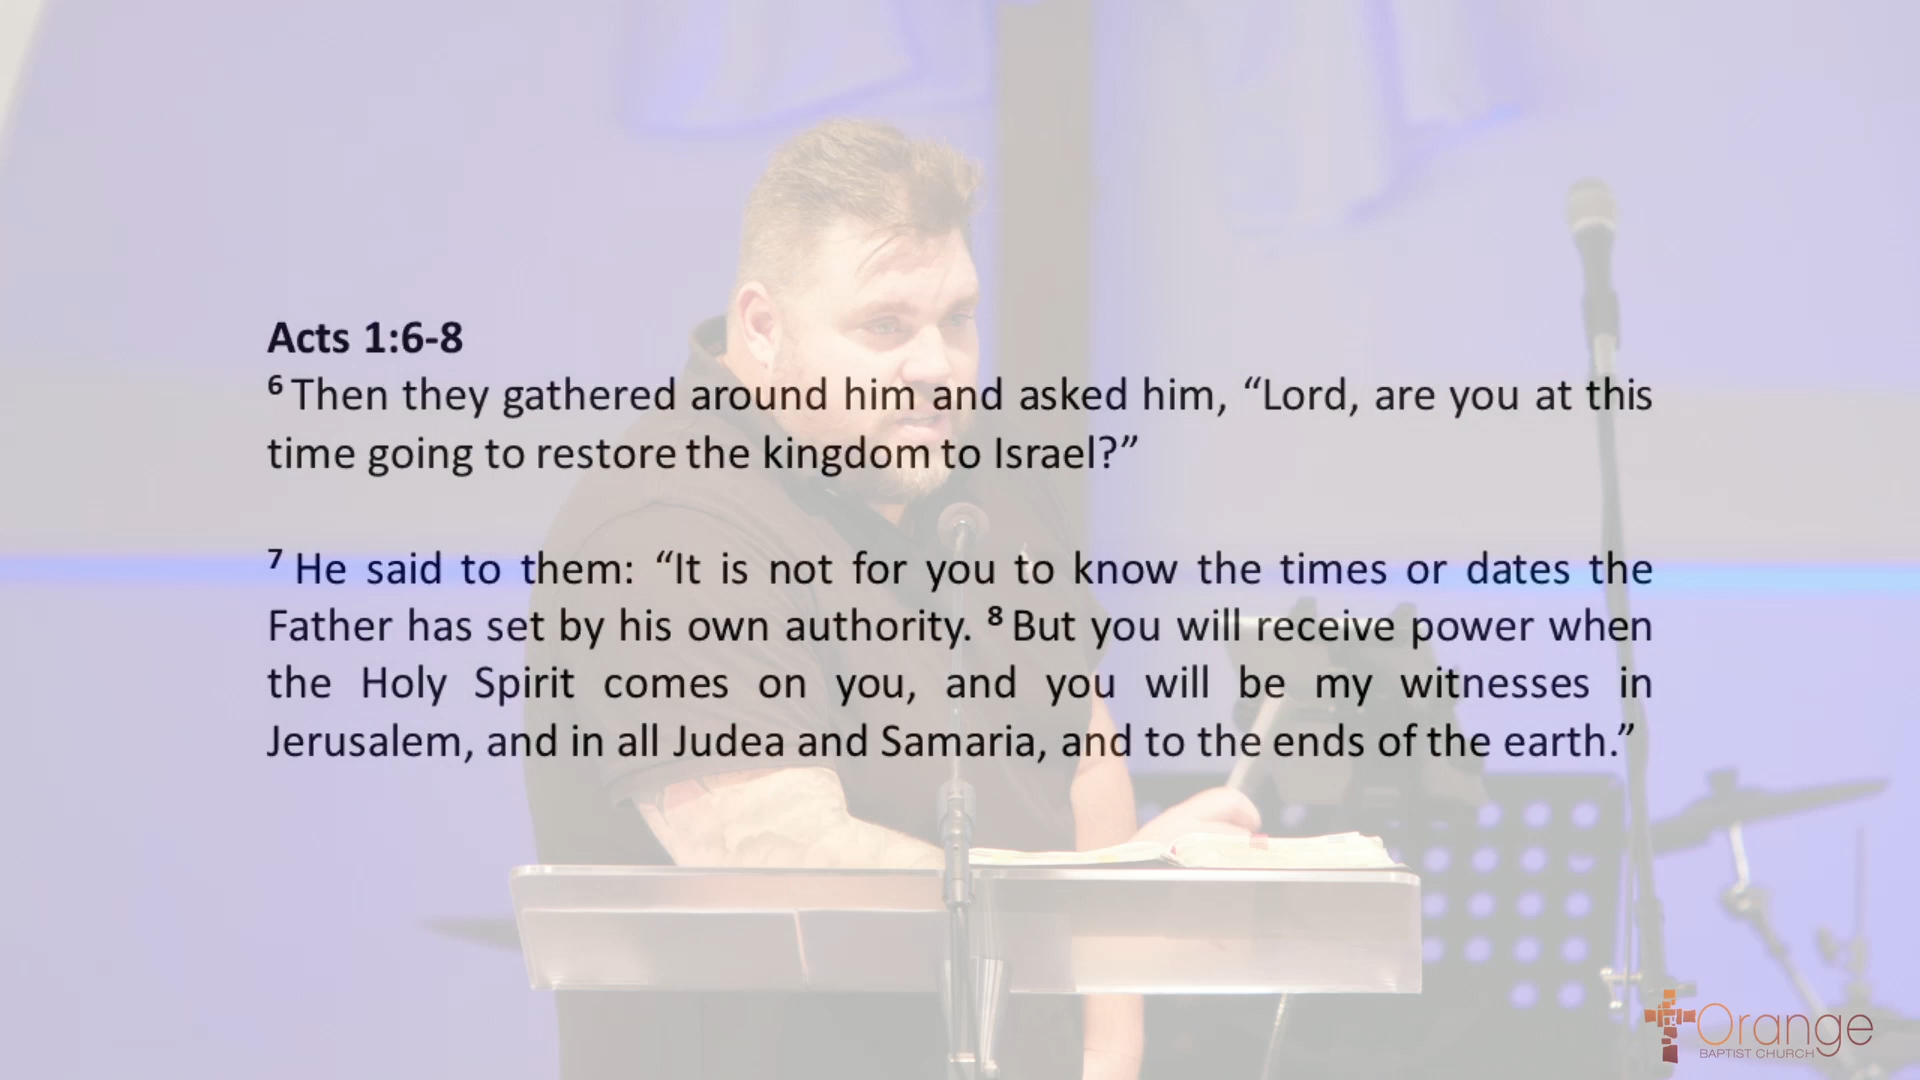 Acts 1:6-8
⁶ Then they gathered around him and asked him, “Lord, are you at this
time going to restore the kingdom to Israel?”
⁷ He said to them: “It is not for you to know the times or dates the
Father has set by his own authority. ⁸ But you will receive power when
the Holy Spirit comes on you, and you will be my witnesses in
Jerusalem, and in all Judea and Samaria, and to the ends of the earth.”
Orange
BAPTIST CHURCH